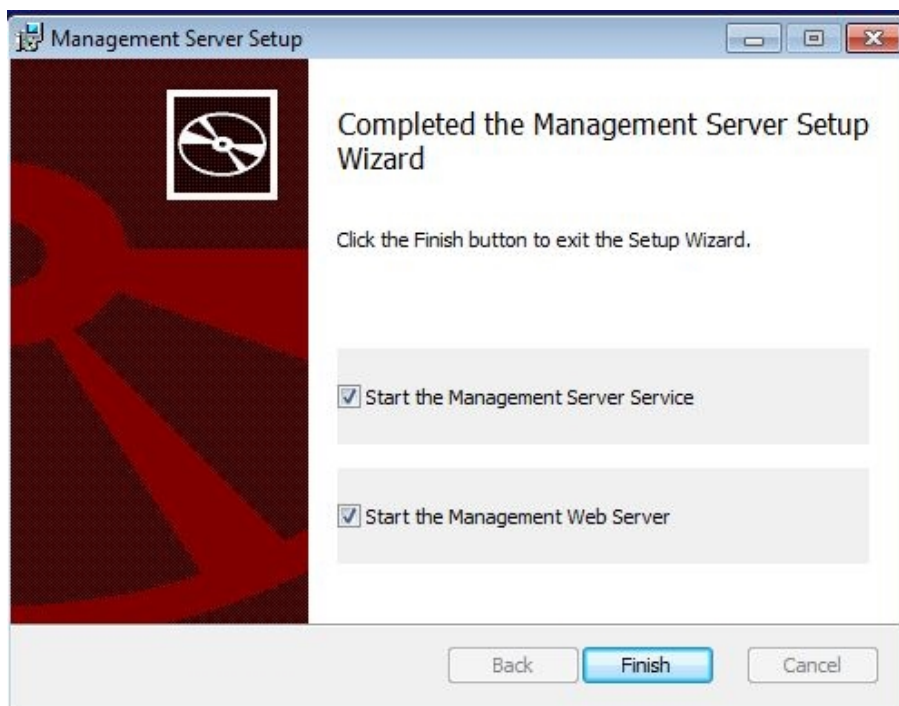 Management Server Setup
Completed the Management Server Setup
Wizard
Click the Finish button to exit the Setup Wizard.
Start the Management Server Service
Start the Management Web Server
Back
Finish
Cancel